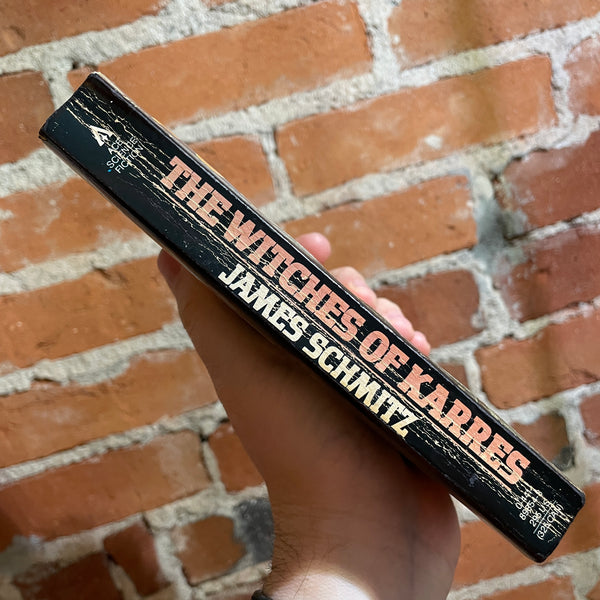 ACE
SCIENCE
FICTION
THE WITCHES OF KARRES
JAMES SCHMITZ